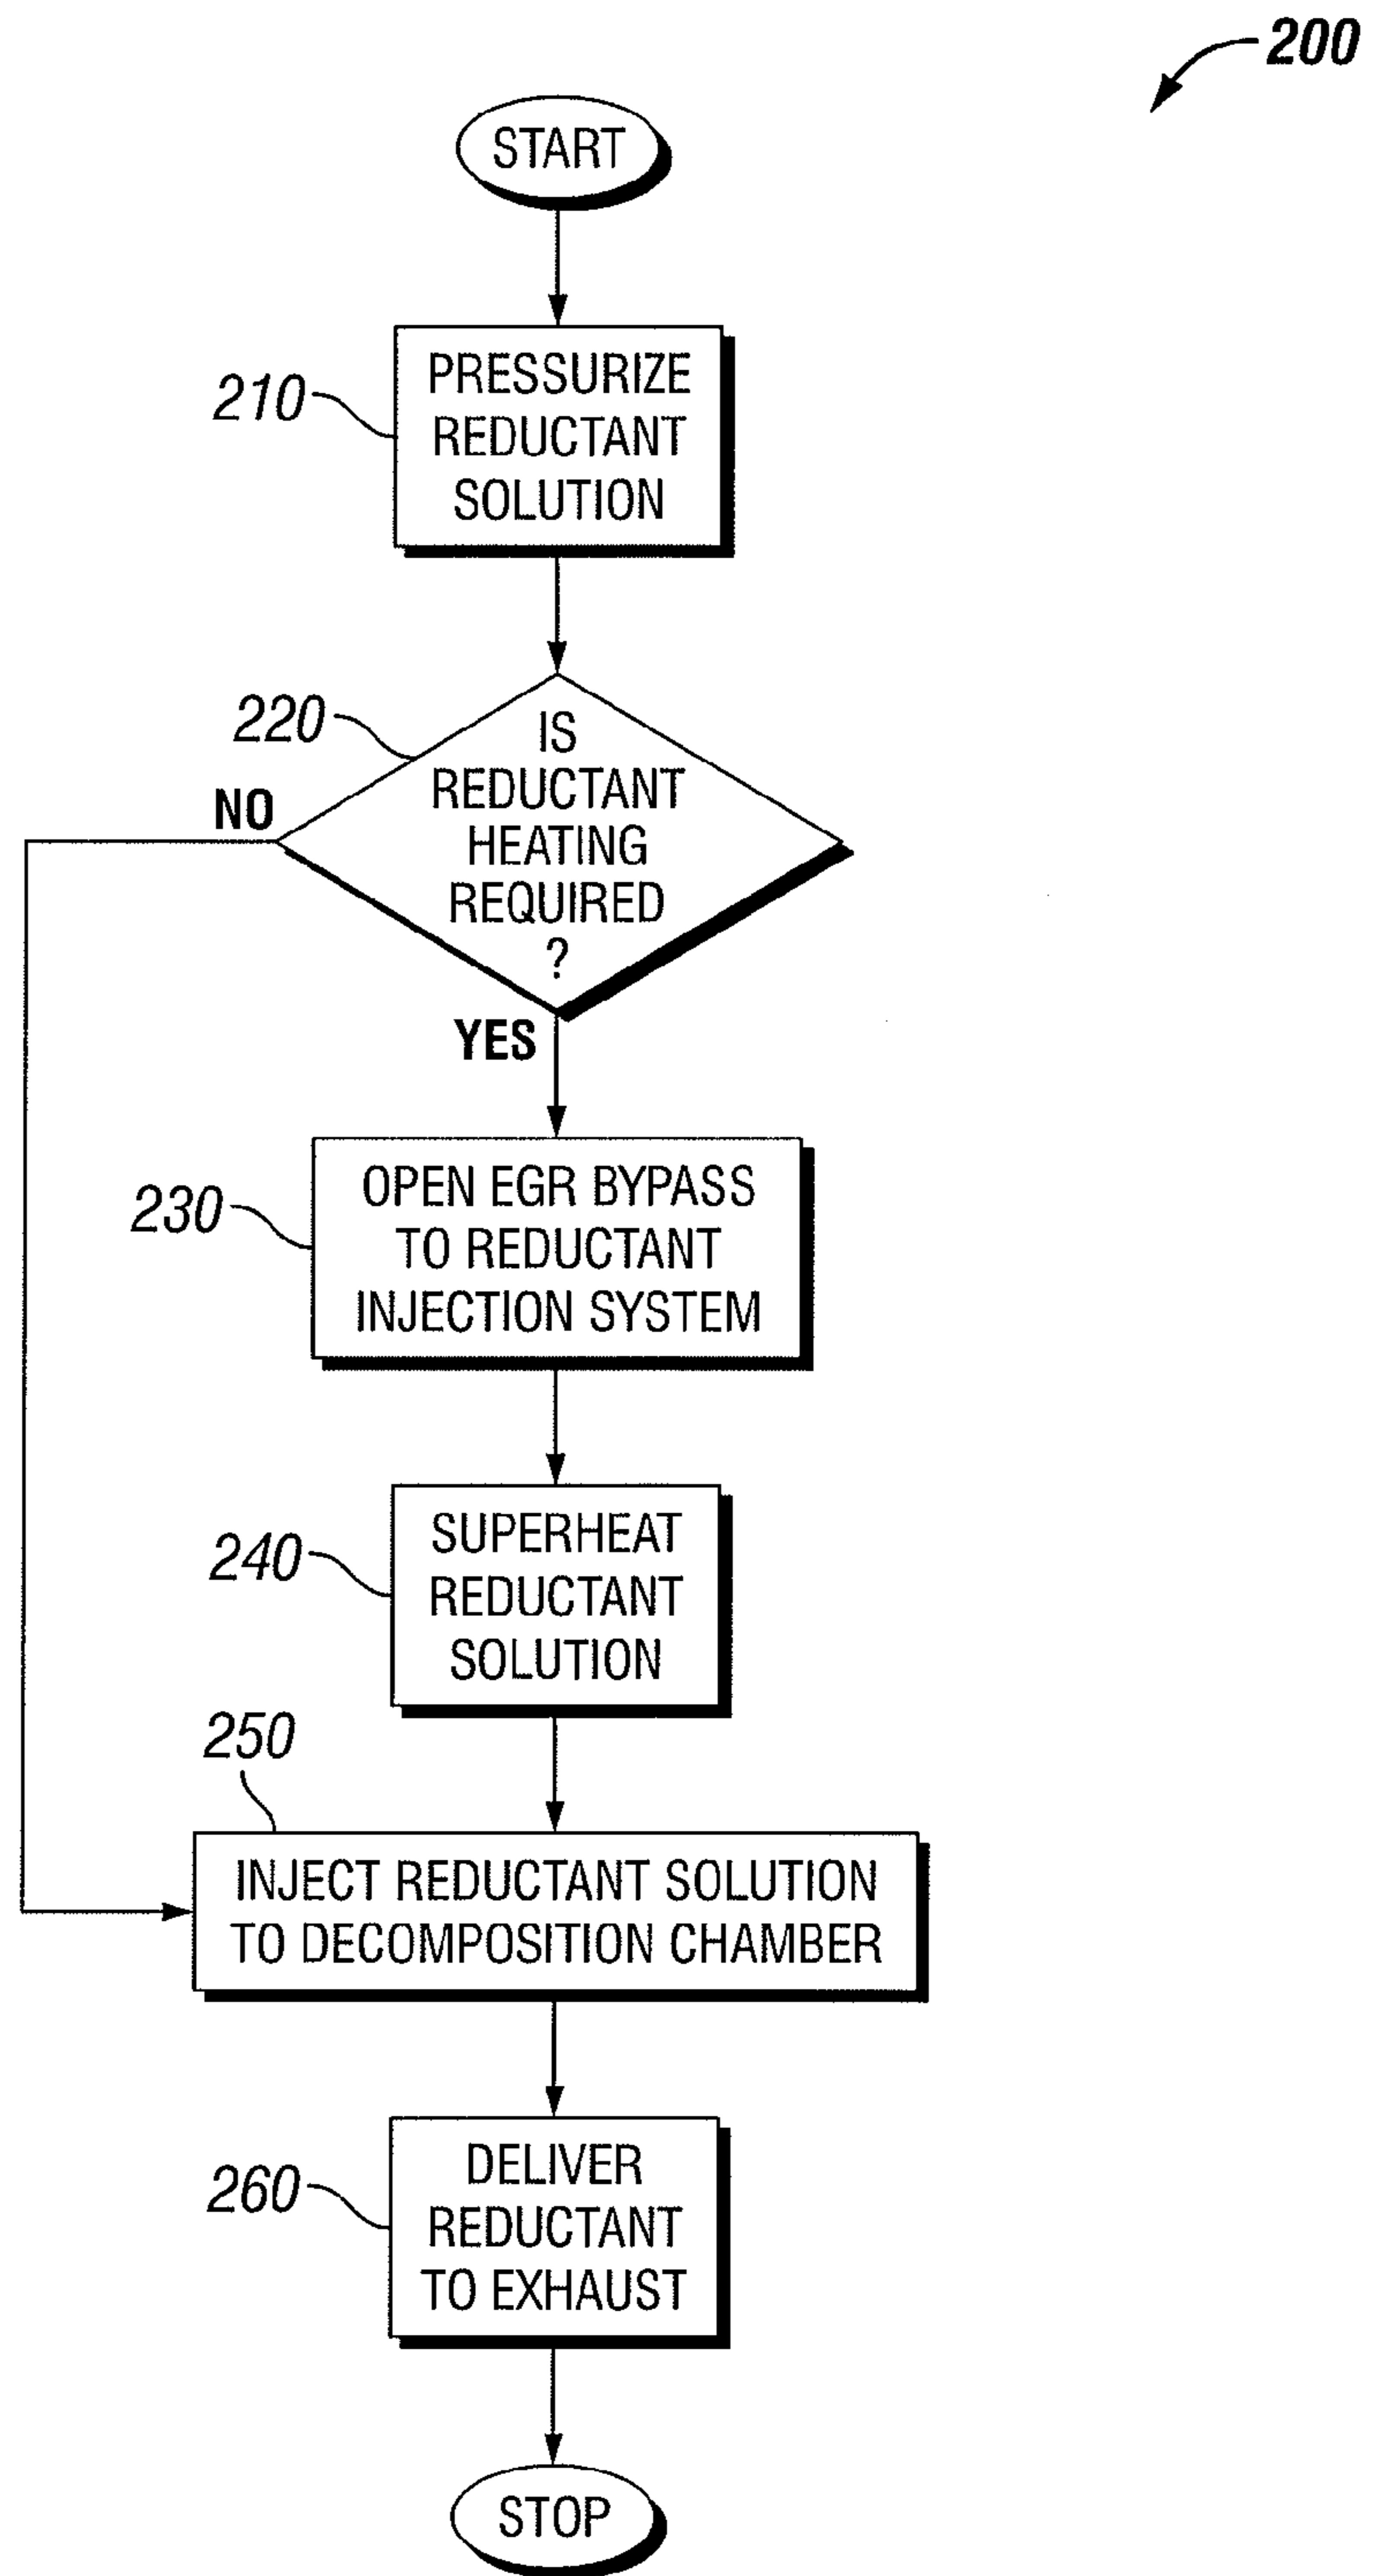 200
START
210
PRESSURIZE
REDUCTANT
SOLUTION
220
IS
REDUCTANT
HEATING
REQUIRED
?
NO
YES
230
OPEN EGR BYPASS
TO REDUCTANT
INJECTION SYSTEM
240
SUPERHEAT
REDUCTANT
SOLUTION
250
INJECT REDUCTANT SOLUTION
TO DECOMPOSITION CHAMBER
260
DELIVER
REDUCTANT
TO EXHAUST
STOP